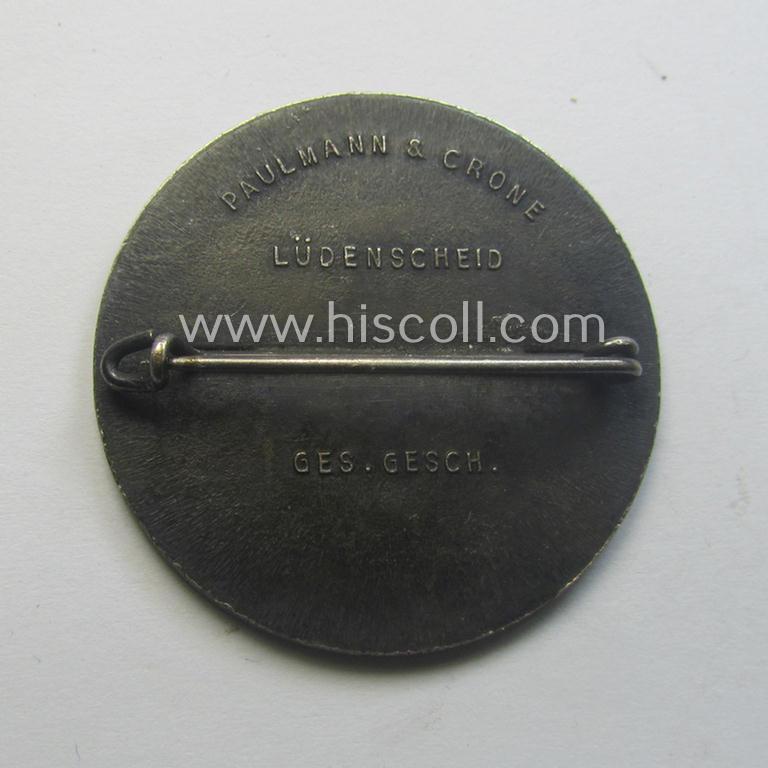 PAULMANN & CRONE
LÜDENSCHEID
www.hiscoll.com
GES. GESCH.